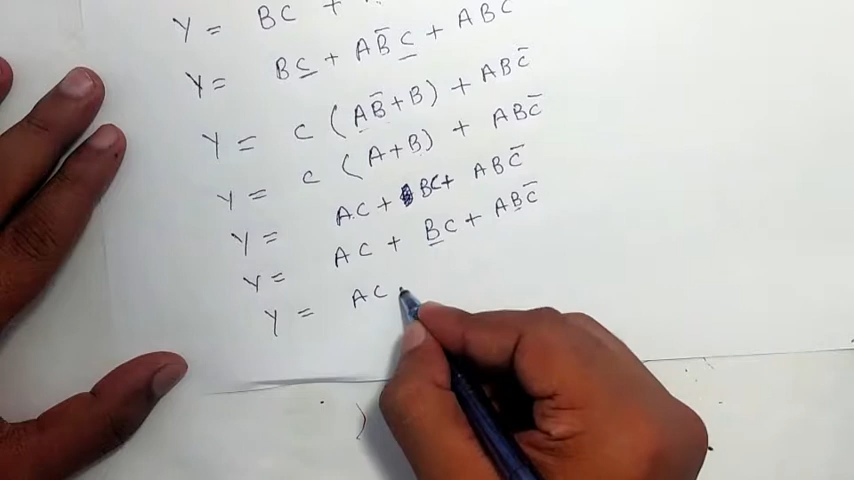 Y = BC +
Y = BC + AB̅C + ABC
Y = C (AB̅+B) + ABC̅
Y = C (A+B) + ABC̅
Y = AC + BC+ ABC̅
Y = AC + BC + ABC̅
Y = AC